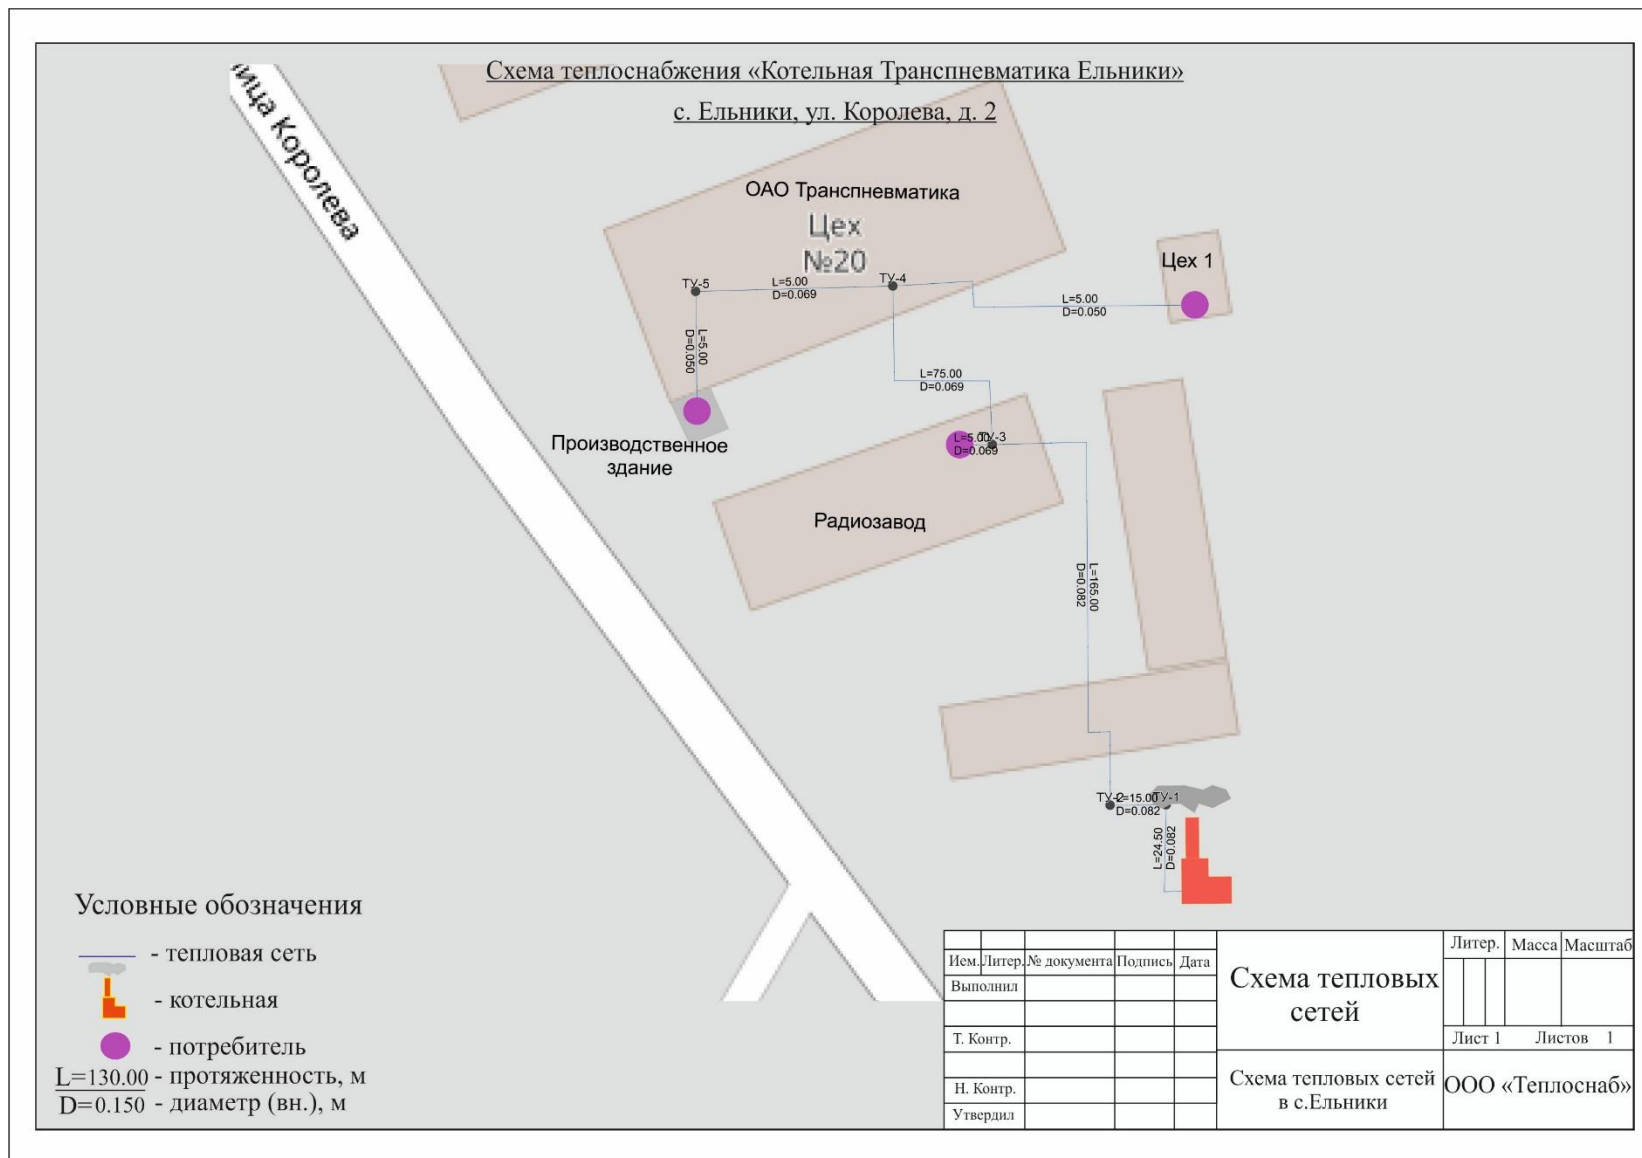 Схема теплоснабжения «Котельная Транспневматика Ельники»
с. Ельники, ул. Королева, д. 2
ица Королева
ОАО Транспневматика
Цех
№20
Цех 1
ТУ-5
L=5.00
D=0.069
ТУ-4
L=5.00
D=0.050
L=5.00
D=0.050
L=75.00
D=0.069
Производственное
здание
L=5.00
D=0.069
ТУ-3
Радиозавод
L=165.00
D=0.082
ТУ-2
L=15.00
D=0.082
ТУ-1
L=24.50
D=0.082
Условные обозначения
- тепловая сеть
- котельная
- потребитель
L=130.00 - протяженность, м
D=0.150 - диаметр (вн.), м
Ием. Литер. № документа Подпись Дата
Выполнил
Т. Контр.
Н. Контр.
Утвердил
Схема тепловых
сетей
Схема тепловых сетей
в с.Ельники
Литер. Масса Масштаб
Лист 1 Листов 1
ООО «Теплоснаб»